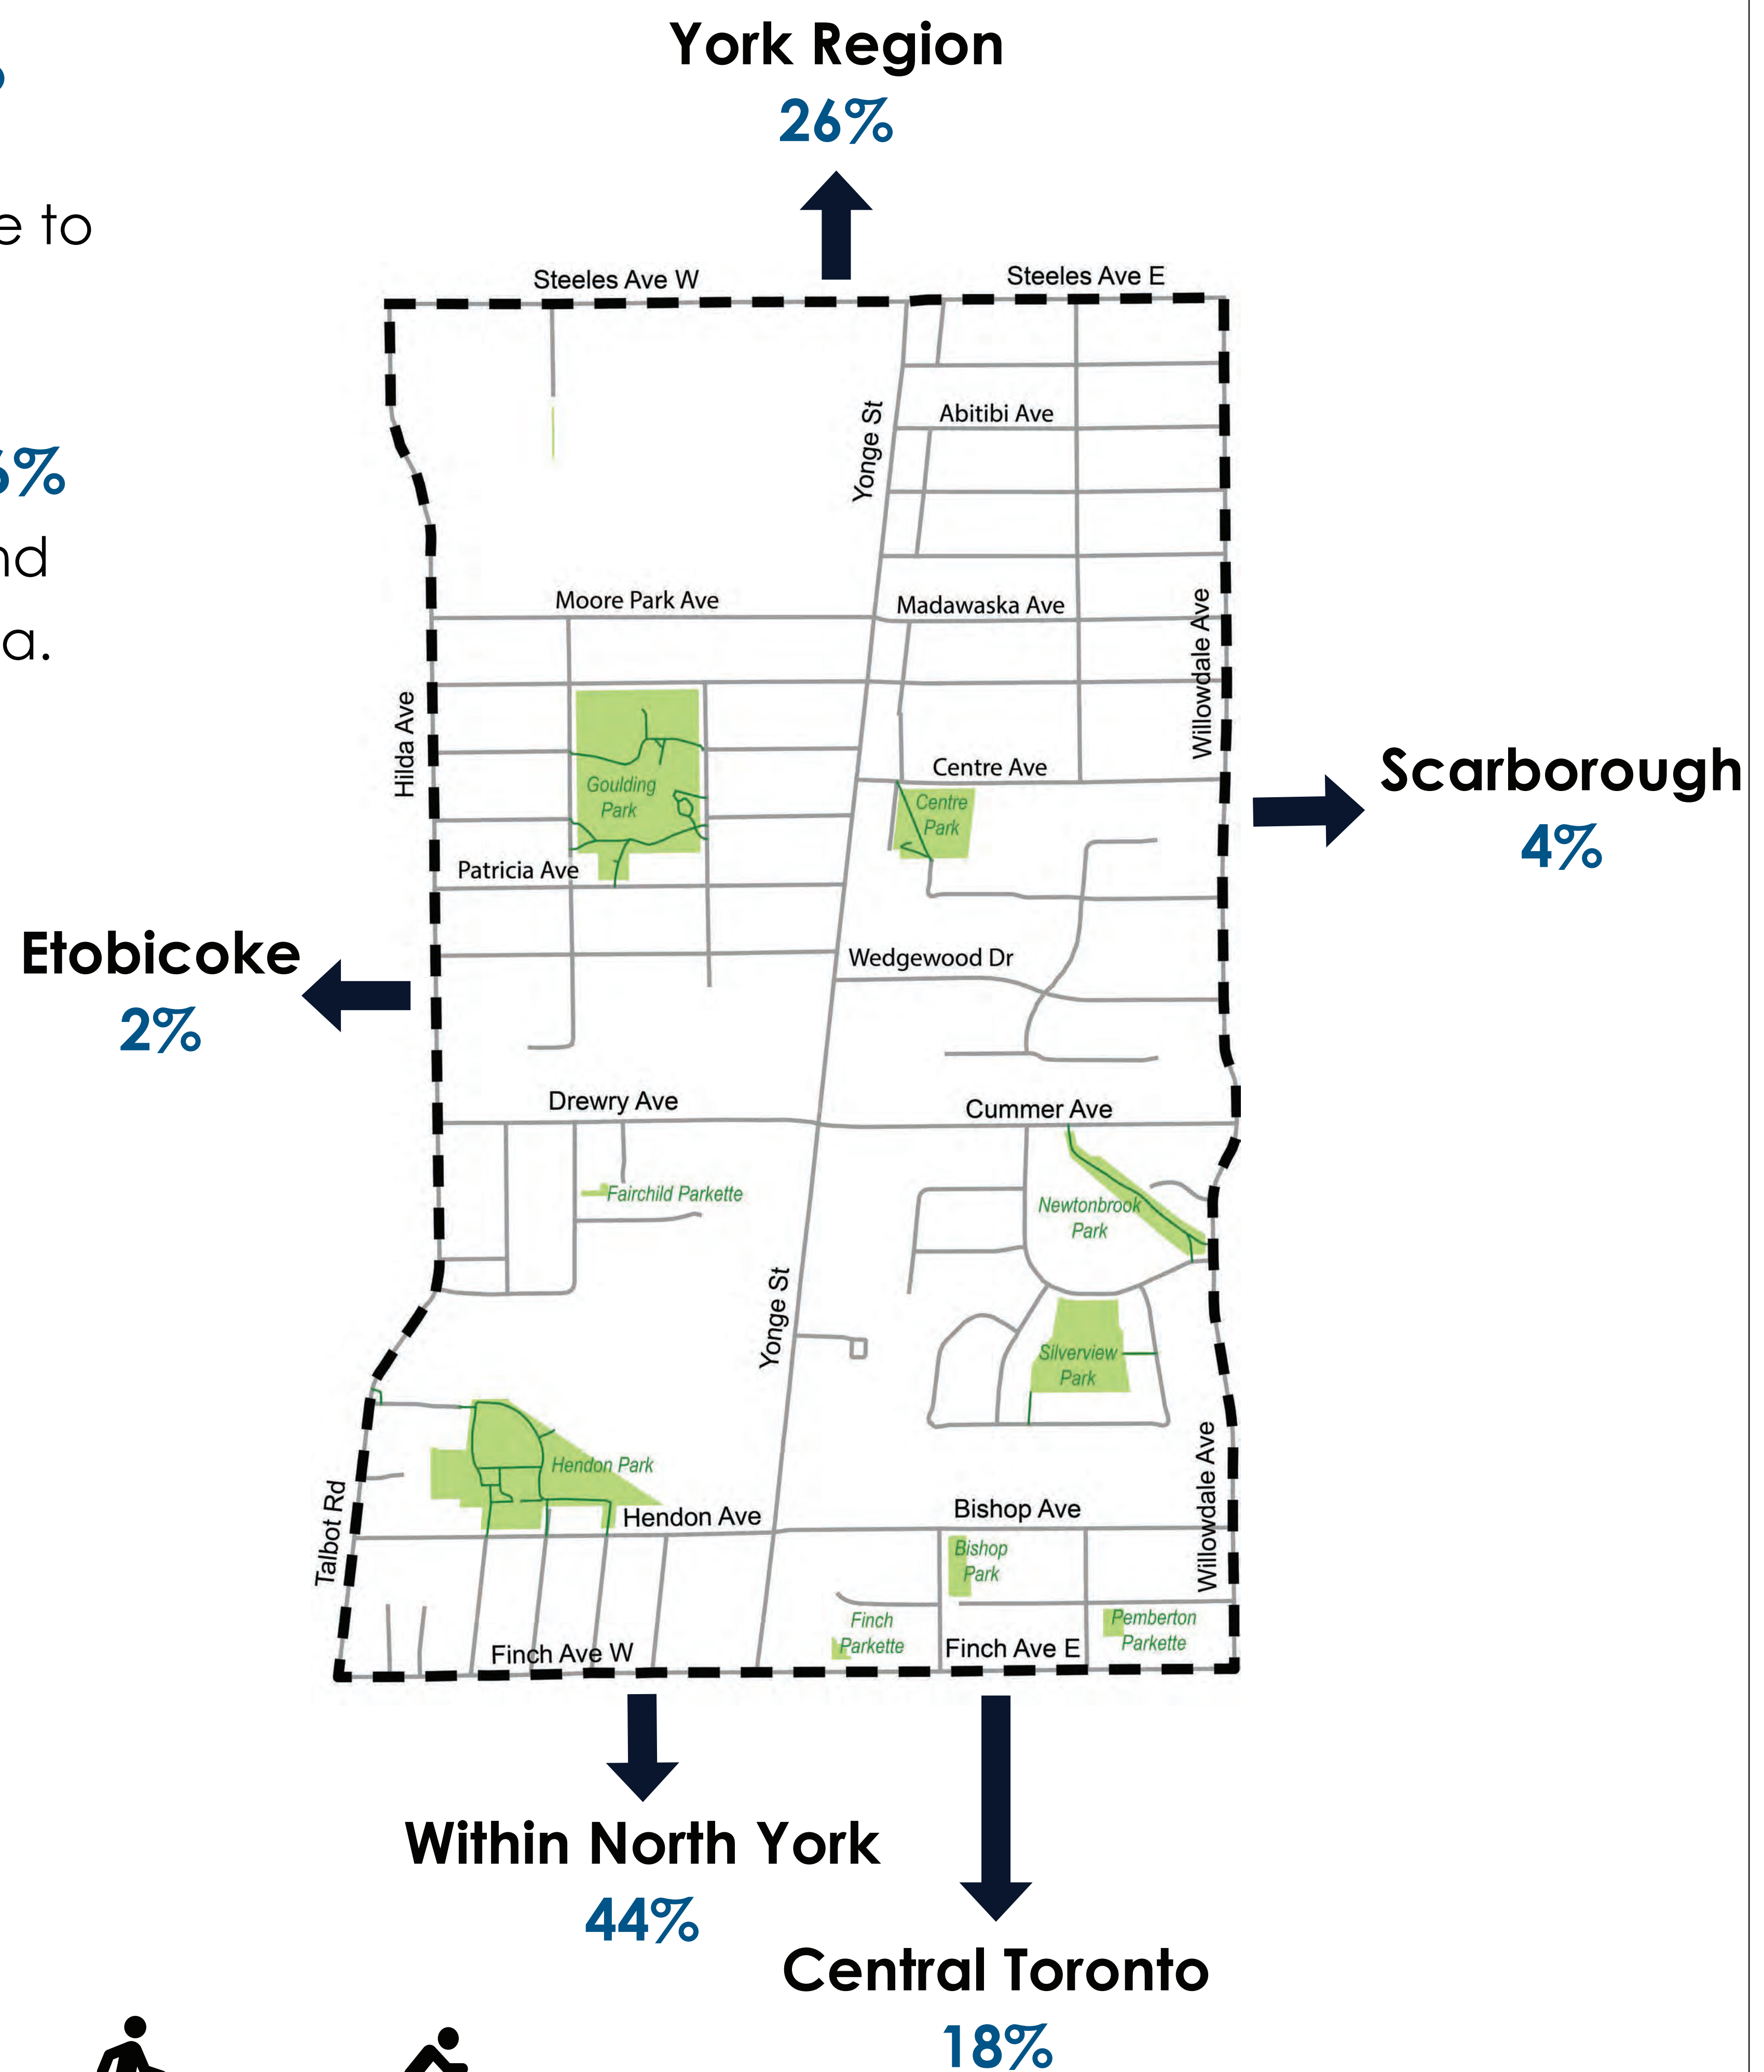 York Region
26%
e to
6%
nd
a.
Steeles Ave W
Steeles Ave E
Yonge St
Abitibi Ave
Moore Park Ave
Madawaska Ave
Willowdale Ave
Hilda Ave
Goulding
Park
Centre Ave
Centre
Park
Scarborough
4%
Patricia Ave
Etobicoke
2%
Wedgewood Dr
Drewry Ave
Cummer Ave
Fairchild Parkette
Newtonbrook
Park
Yonge St
Silverview
Park
Hendon Park
Talbot Rd
Hendon Ave
Bishop Ave
Willowdale Ave
Bishop
Park
Finch
Parkette
Pemberton
Parkette
Finch Ave W
Finch Ave E
Within North York
44%
Central Toronto
18%